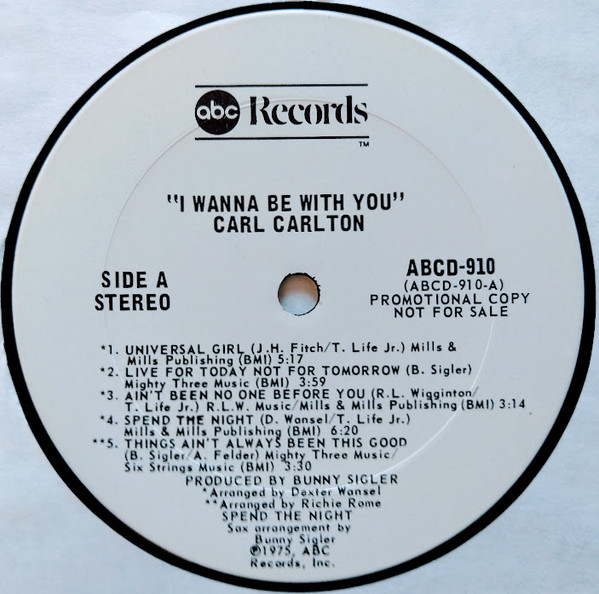 abc Records
TM
"I WANNA BE WITH YOU"
CARL CARLTON
SIDE A
STEREO
ABCD-910
(ABCD-910-A)
PROMOTIONAL COPY
NOT FOR SALE
*1. UNIVERSAL GIRL (J.H. Fitch/T. Life Jr.) Mills &
Mills Publishing (BMI) 5:17
*2. LIVE FOR TODAY NOT FOR TOMORROW (B. Sigler)
Mighty Three Music (BMI) 3:59
*3. AIN'T BEEN NO ONE BEFORE YOU (R.L. Wigginton/
T. Life Jr.) R.L.W. Music/Mills & Mills Publishing (BMI) 3:14
*4. SPEND THE NIGHT (D. Wansel/T. Life Jr.)
Mills & Mills Publishing (BMI) 6:20
**5. THINGS AIN'T ALWAYS BEEN THIS GOOD
(B. Sigler/A. Felder) Mighty Three Music/
Six Strings Music (BMI) 3:30
PRODUCED BY BUNNY SIGLER
*Arranged by Dexter Wansel
**Arranged by Richie Rome
SPEND THE NIGHT
Sax arrangement by
Bunny Sigler
℗1975, ABC
Records, Inc.